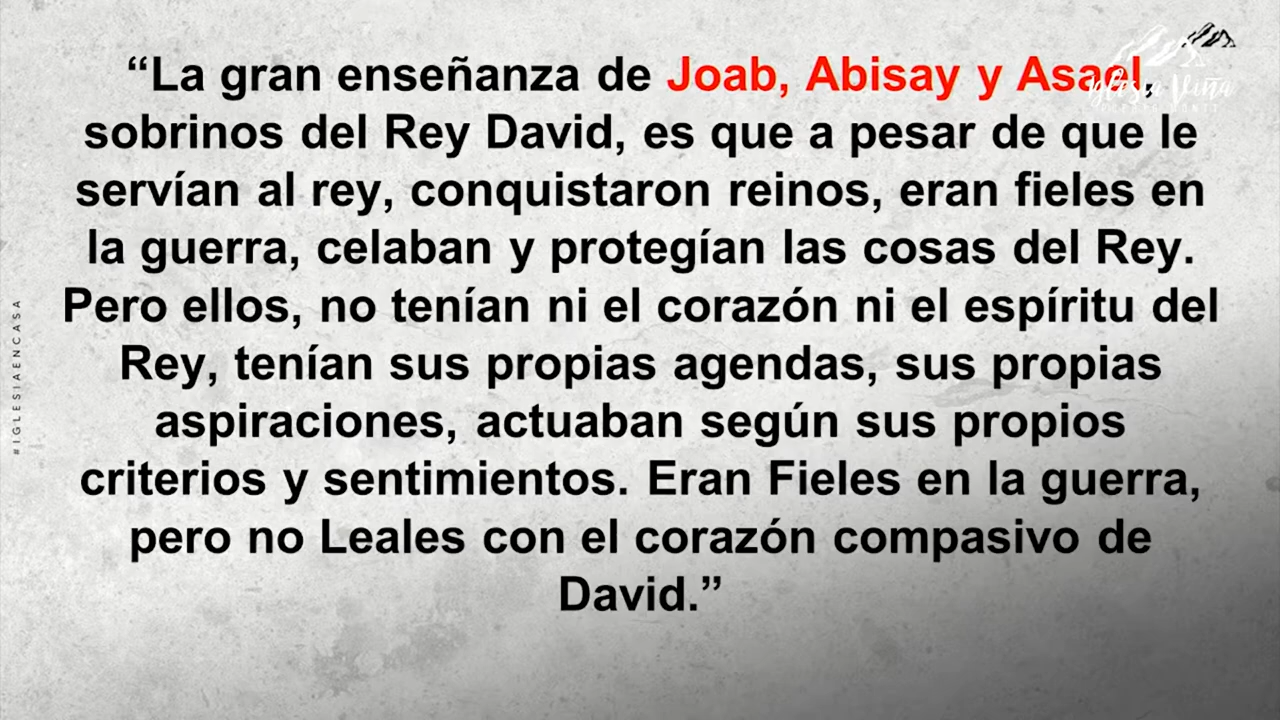 “La gran enseñanza de Joab, Abisay y Asael,
sobrinos del Rey David, es que a pesar de que le
servían al rey, conquistaron reinos, eran fieles en
la guerra, celaban y protegían las cosas del Rey.
Pero ellos, no tenían ni el corazón ni el espíritu del
Rey, tenían sus propias agendas, sus propias
aspiraciones, actuaban según sus propios
criterios y sentimientos. Eran Fieles en la guerra,
pero no Leales con el corazón compasivo de
David.”
Iglesia Viña
#IGLESIAENCASA